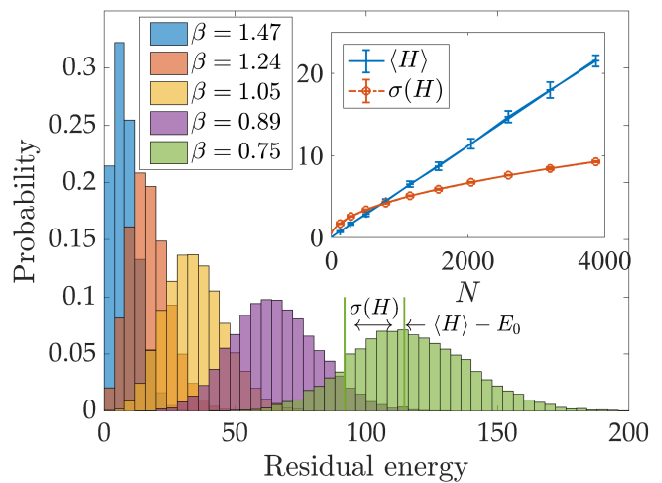 β = 1.47
β = 1.24
β = 1.05
β = 0.89
β = 0.75
⟨H⟩
σ(H)
20
10
0
0 2000 4000
N
Probability
0.3
0.25
0.2
0.15
0.1
0.05
0
σ(H)
⟨H⟩ − E₀
0 50 100 150 200
Residual energy